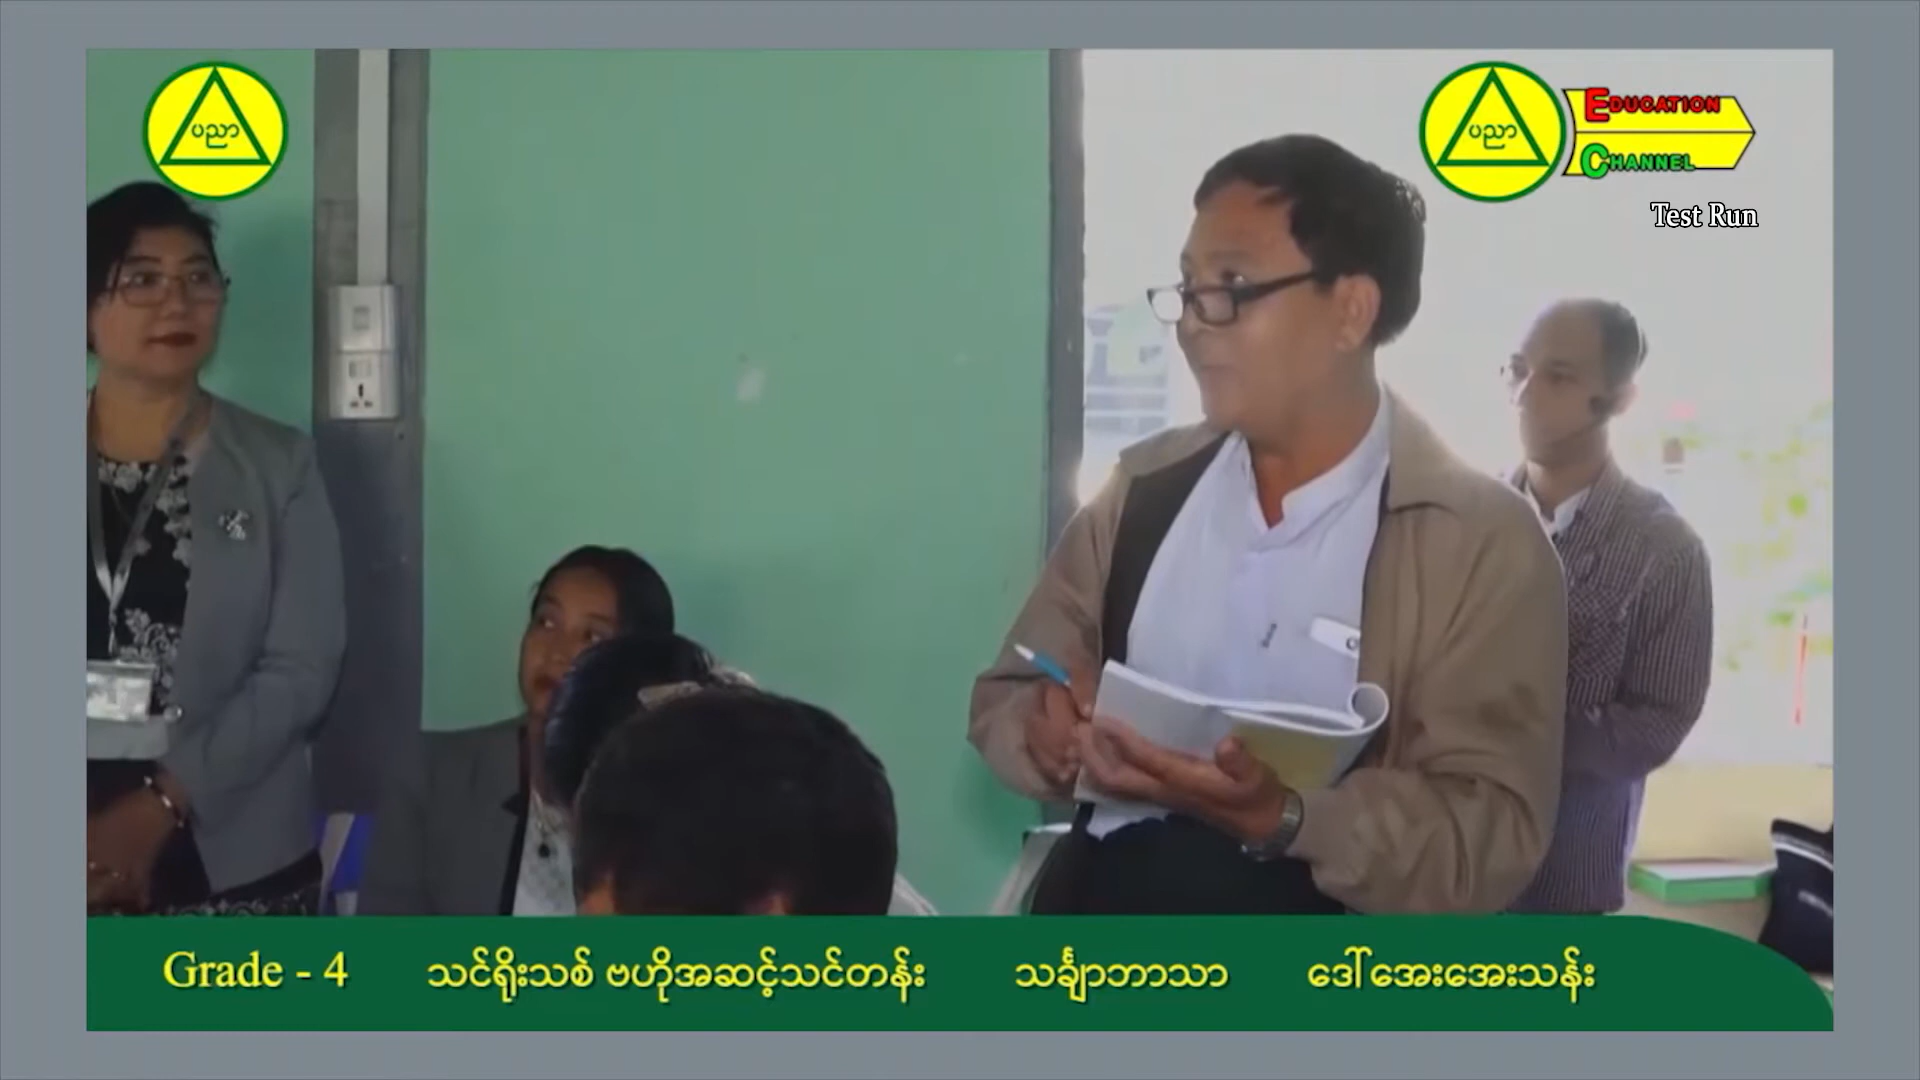 ပညာ
ပညာ
EDUCATION
CHANNEL
Test Run
Grade - 4 သင်ရိုးသစ် ဗဟိုအဆင့်သင်တန်း သင်္ချာဘာသာ ဒေါ်အေးအေးသန်း